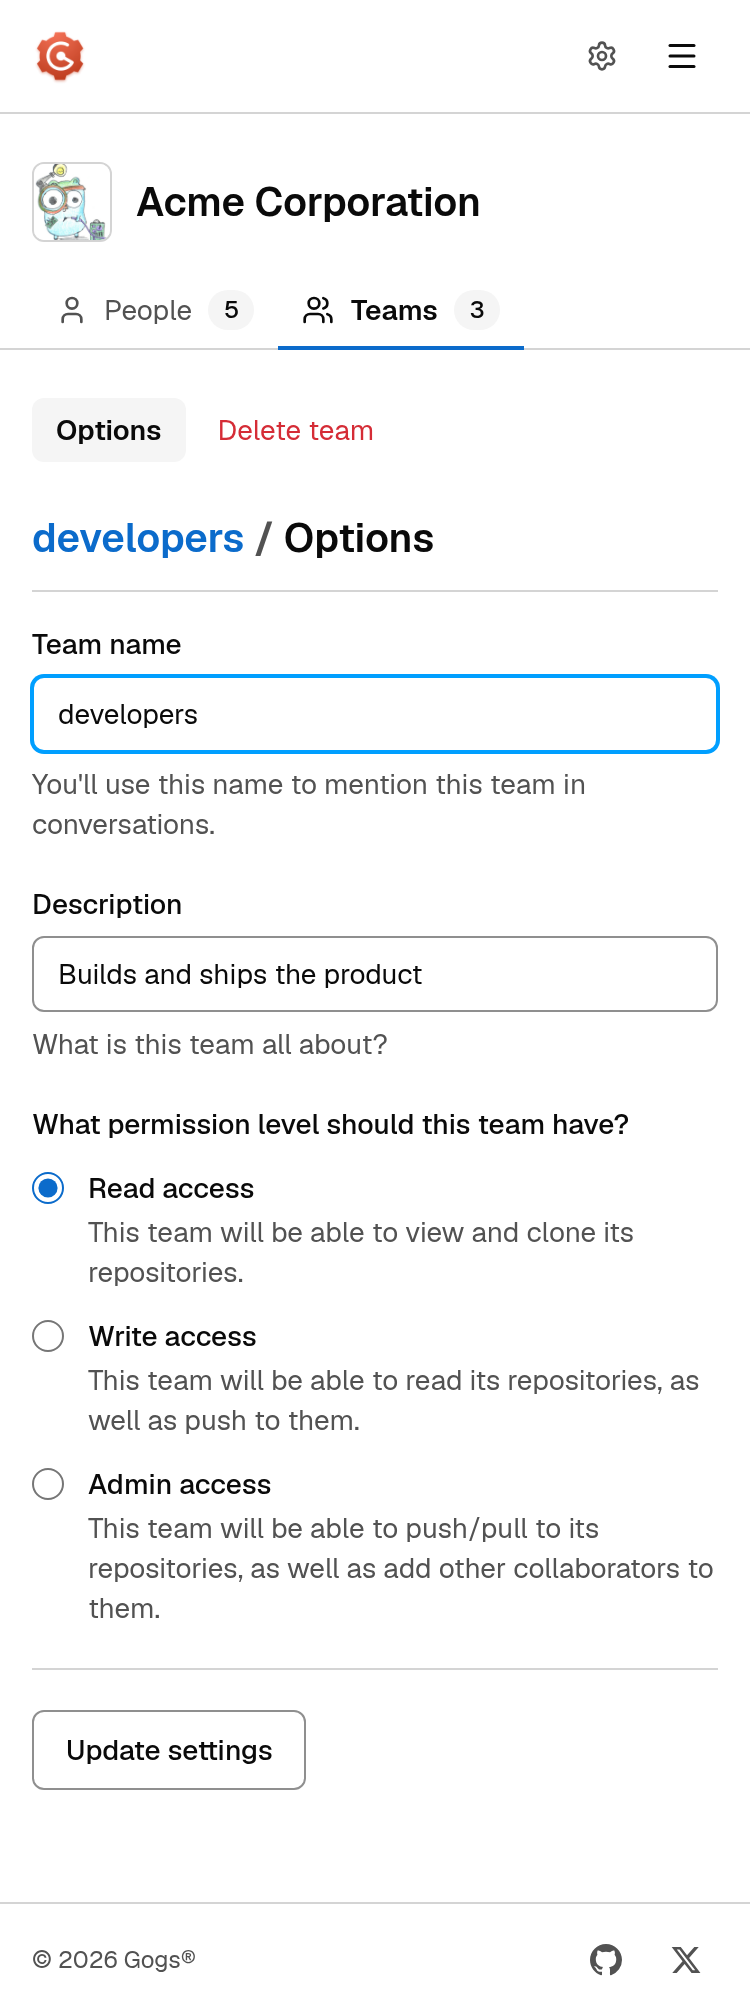 Acme Corporation
People 5 Teams 3
Options Delete team
developers / Options
Team name
developers
You'll use this name to mention this team in
conversations.
Description
Builds and ships the product
What is this team all about?
What permission level should this team have?
Read access
This team will be able to view and clone its
repositories.
Write access
This team will be able to read its repositories, as
well as push to them.
Admin access
This team will be able to push/pull to its
repositories, as well as add other collaborators to
them.
Update settings
© 2026 Gogs®